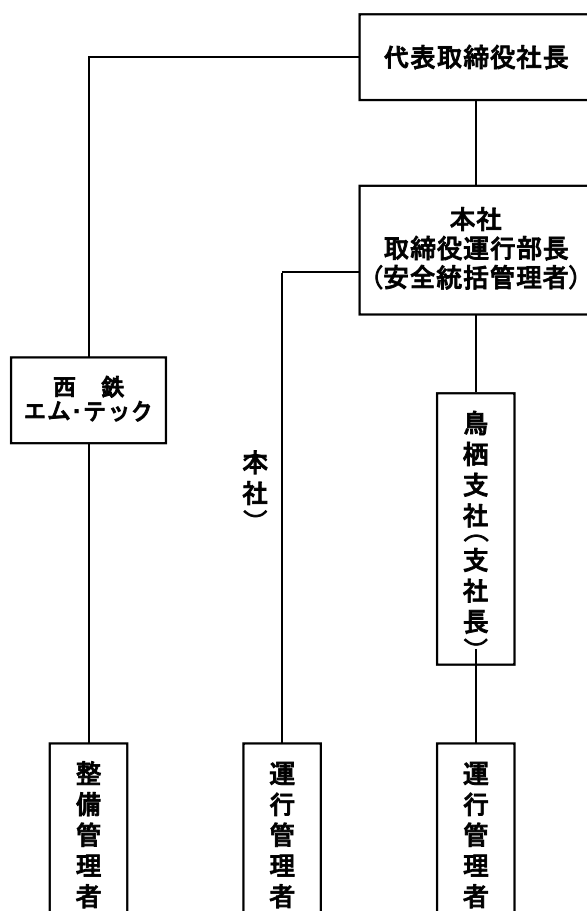 代表取締役社長
本社
取締役運行部長
（安全統括管理者）
西　鉄
エム・テック
本社）
鳥栖支社（支社長）
整備管理者
運行管理者
運行管理者